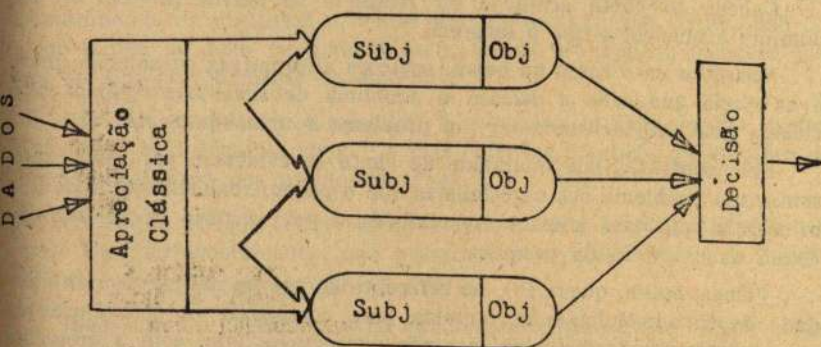 DADOS
Apreciação
Clássica
Subj Obj
Subj Obj
Subj Obj
Decisão